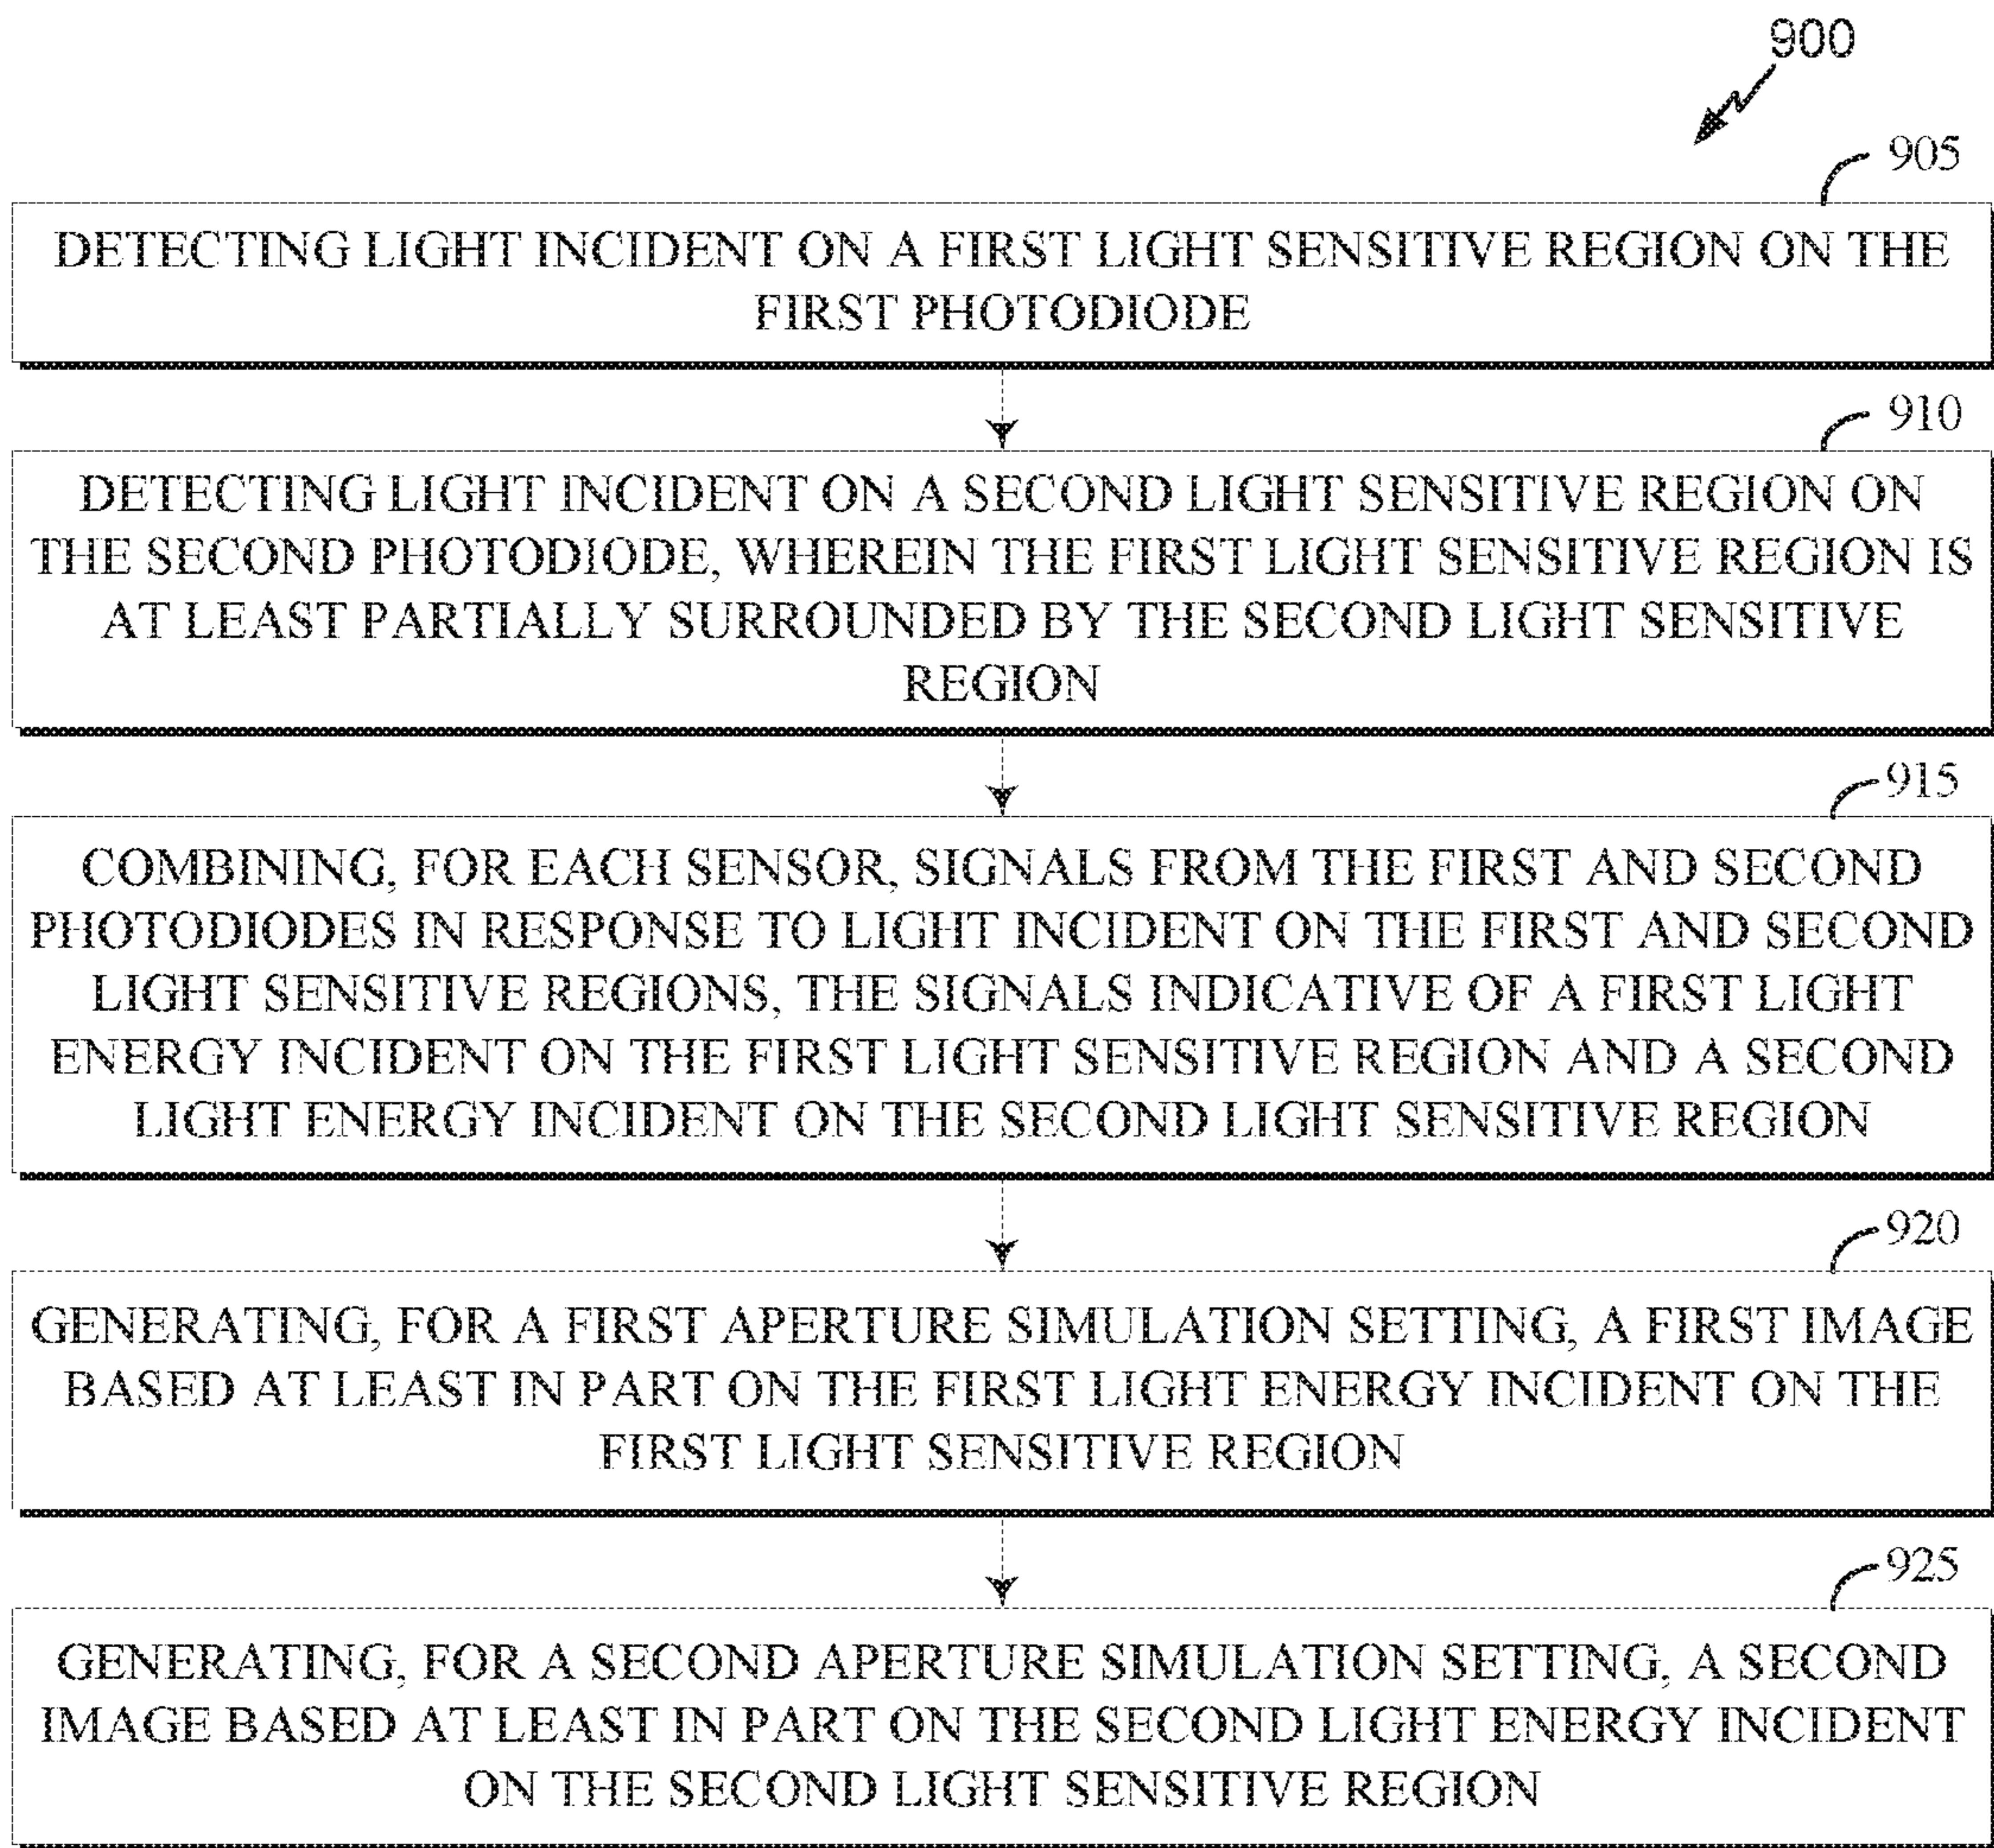 900
905
DETECTING LIGHT INCIDENT ON A FIRST LIGHT SENSITIVE REGION ON THE
FIRST PHOTODIODE
910
DETECTING LIGHT INCIDENT ON A SECOND LIGHT SENSITIVE REGION ON
THE SECOND PHOTODIODE, WHEREIN THE FIRST LIGHT SENSITIVE REGION IS
AT LEAST PARTIALLY SURROUNDED BY THE SECOND LIGHT SENSITIVE
REGION
915
COMBINING, FOR EACH SENSOR, SIGNALS FROM THE FIRST AND SECOND
PHOTODIODES IN RESPONSE TO LIGHT INCIDENT ON THE FIRST AND SECOND
LIGHT SENSITIVE REGIONS, THE SIGNALS INDICATIVE OF A FIRST LIGHT
ENERGY INCIDENT ON THE FIRST LIGHT SENSITIVE REGION AND A SECOND
LIGHT ENERGY INCIDENT ON THE SECOND LIGHT SENSITIVE REGION
920
GENERATING, FOR A FIRST APERTURE SIMULATION SETTING, A FIRST IMAGE
BASED AT LEAST IN PART ON THE FIRST LIGHT ENERGY INCIDENT ON THE
FIRST LIGHT SENSITIVE REGION
925
GENERATING, FOR A SECOND APERTURE SIMULATION SETTING, A SECOND
IMAGE BASED AT LEAST IN PART ON THE SECOND LIGHT ENERGY INCIDENT
ON THE SECOND LIGHT SENSITIVE REGION